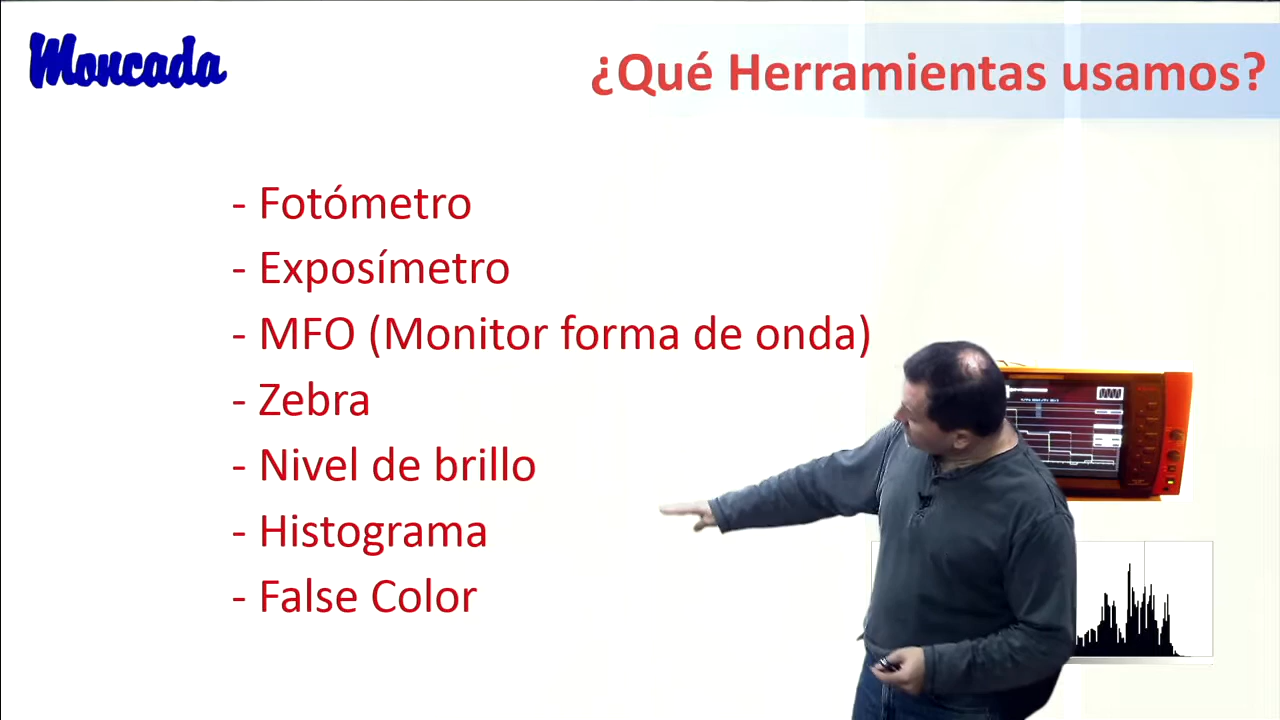 Moncada
¿Qué Herramientas usamos?
- Fotómetro
- Exposímetro
- MFO (Monitor forma de onda)
- Zebra
- Nivel de brillo
- Histograma
- False Color